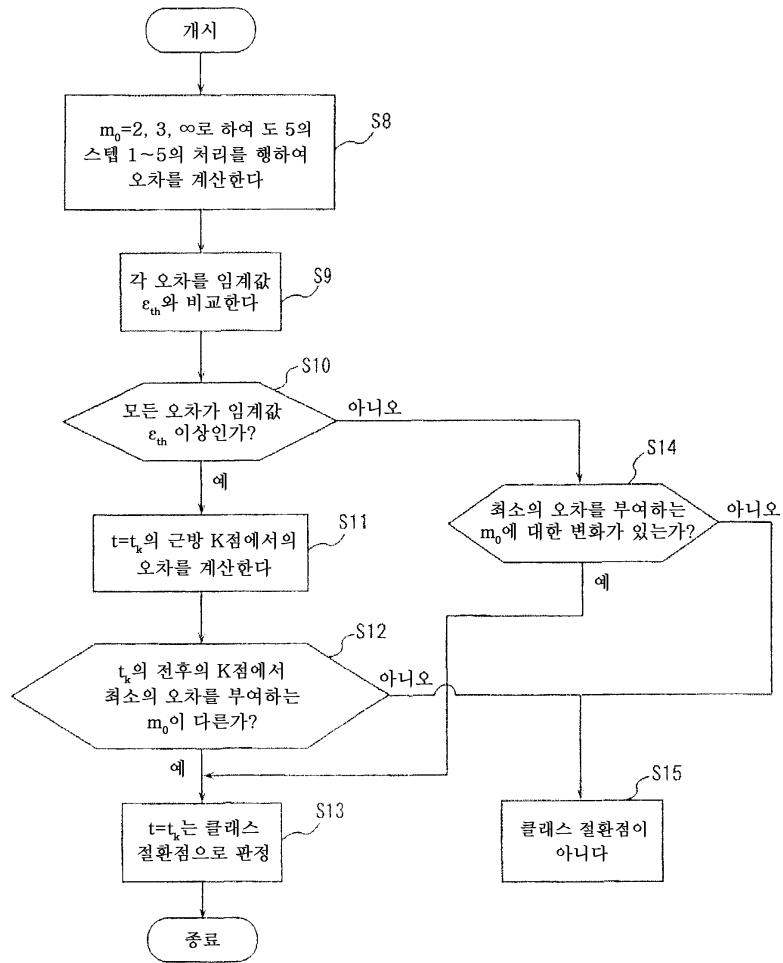 개시
m₀=2, 3, ∞로 하여 도 5의
스텝 1~5의 처리를 행하여
오차를 계산한다
S8
각 오차를 임계값
εth와 비교한다
S9
모든 오차가 임계값
εth 이상인가?
S10
아니오
예
S14
최소의 오차를 부여하는
m₀에 대한 변화가 있는가?
아니오
예
t=tk의 근방 K점에서의
오차를 계산한다
S11
S12
tk의 전후의 K점에서
최소의 오차를 부여하는
m₀이 다른가?
아니오
예
S13
t=tk는 클래스
절환점으로 판정
S15
클래스 절환점이
아니다
종료